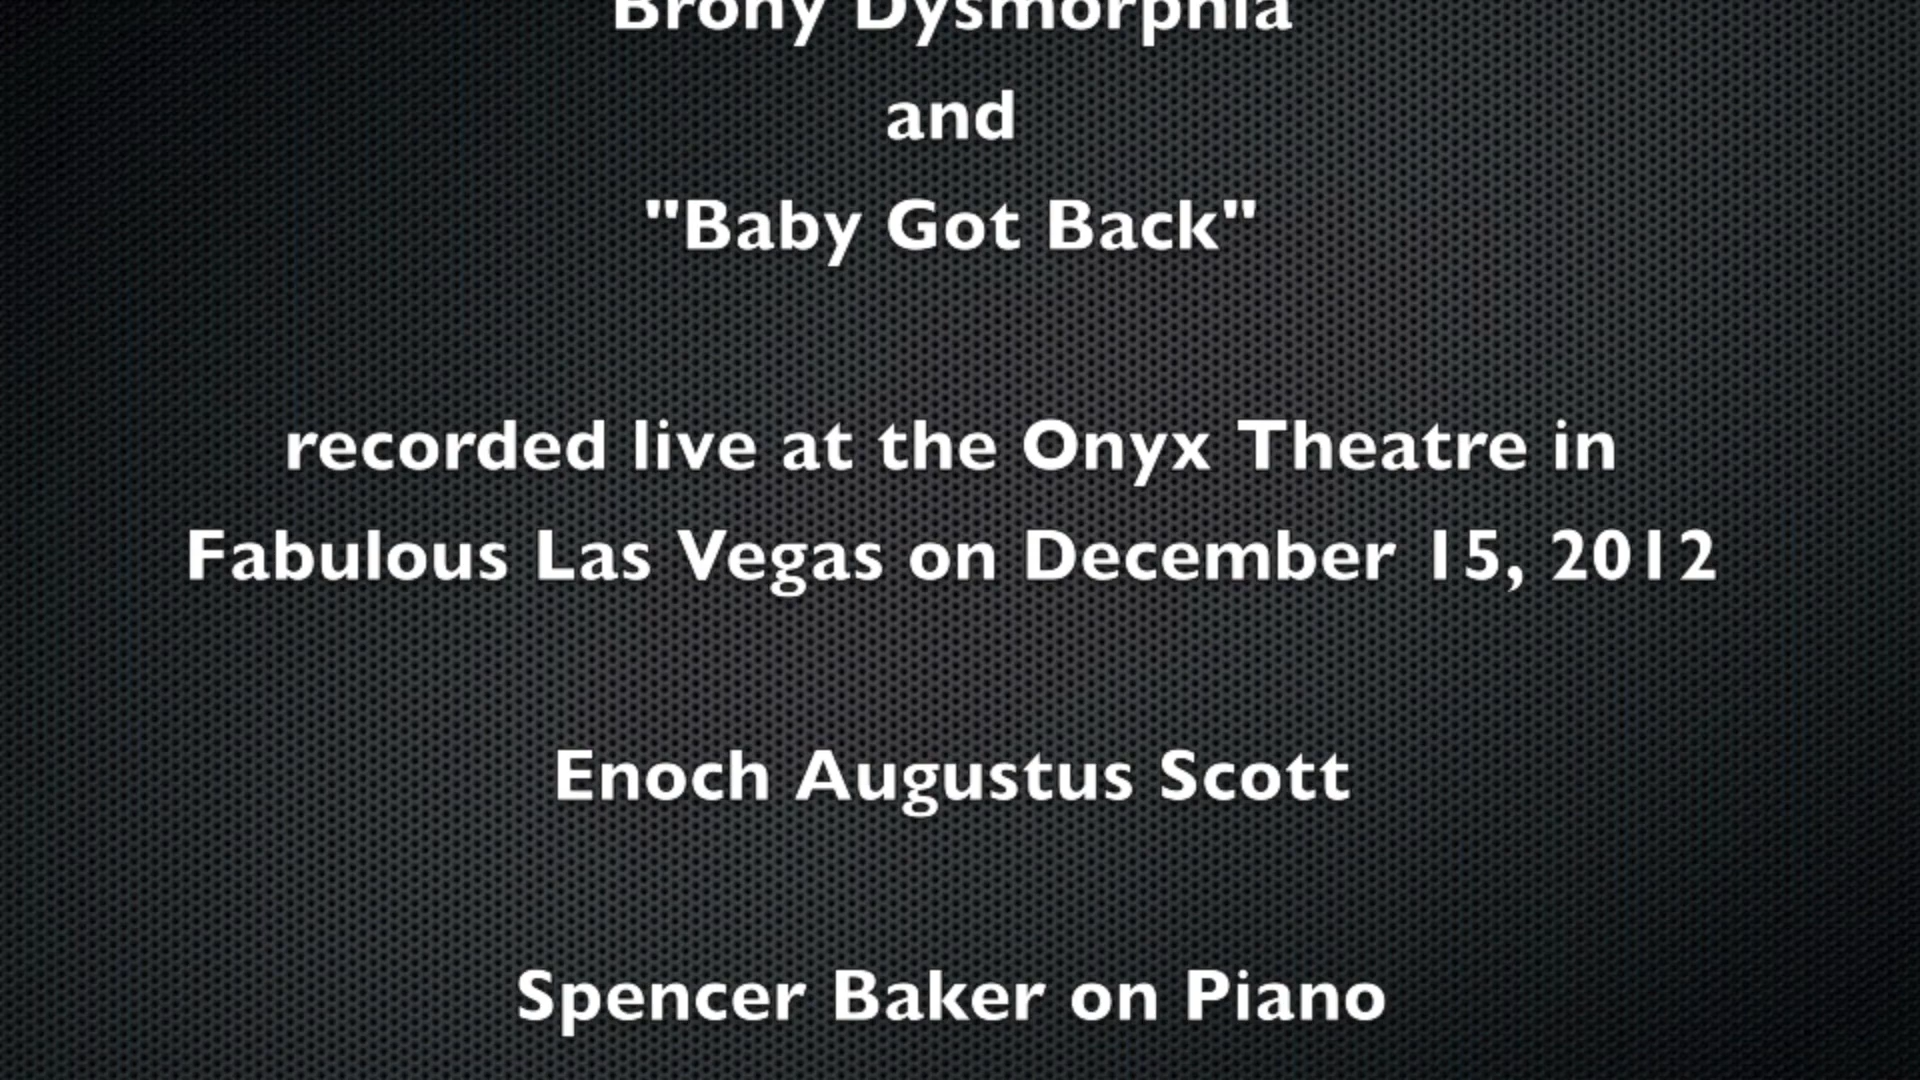 Brony Dysmorphia
and
"Baby Got Back"
recorded live at the Onyx Theatre in
Fabulous Las Vegas on December 15, 2012
Enoch Augustus Scott
Spencer Baker on Piano